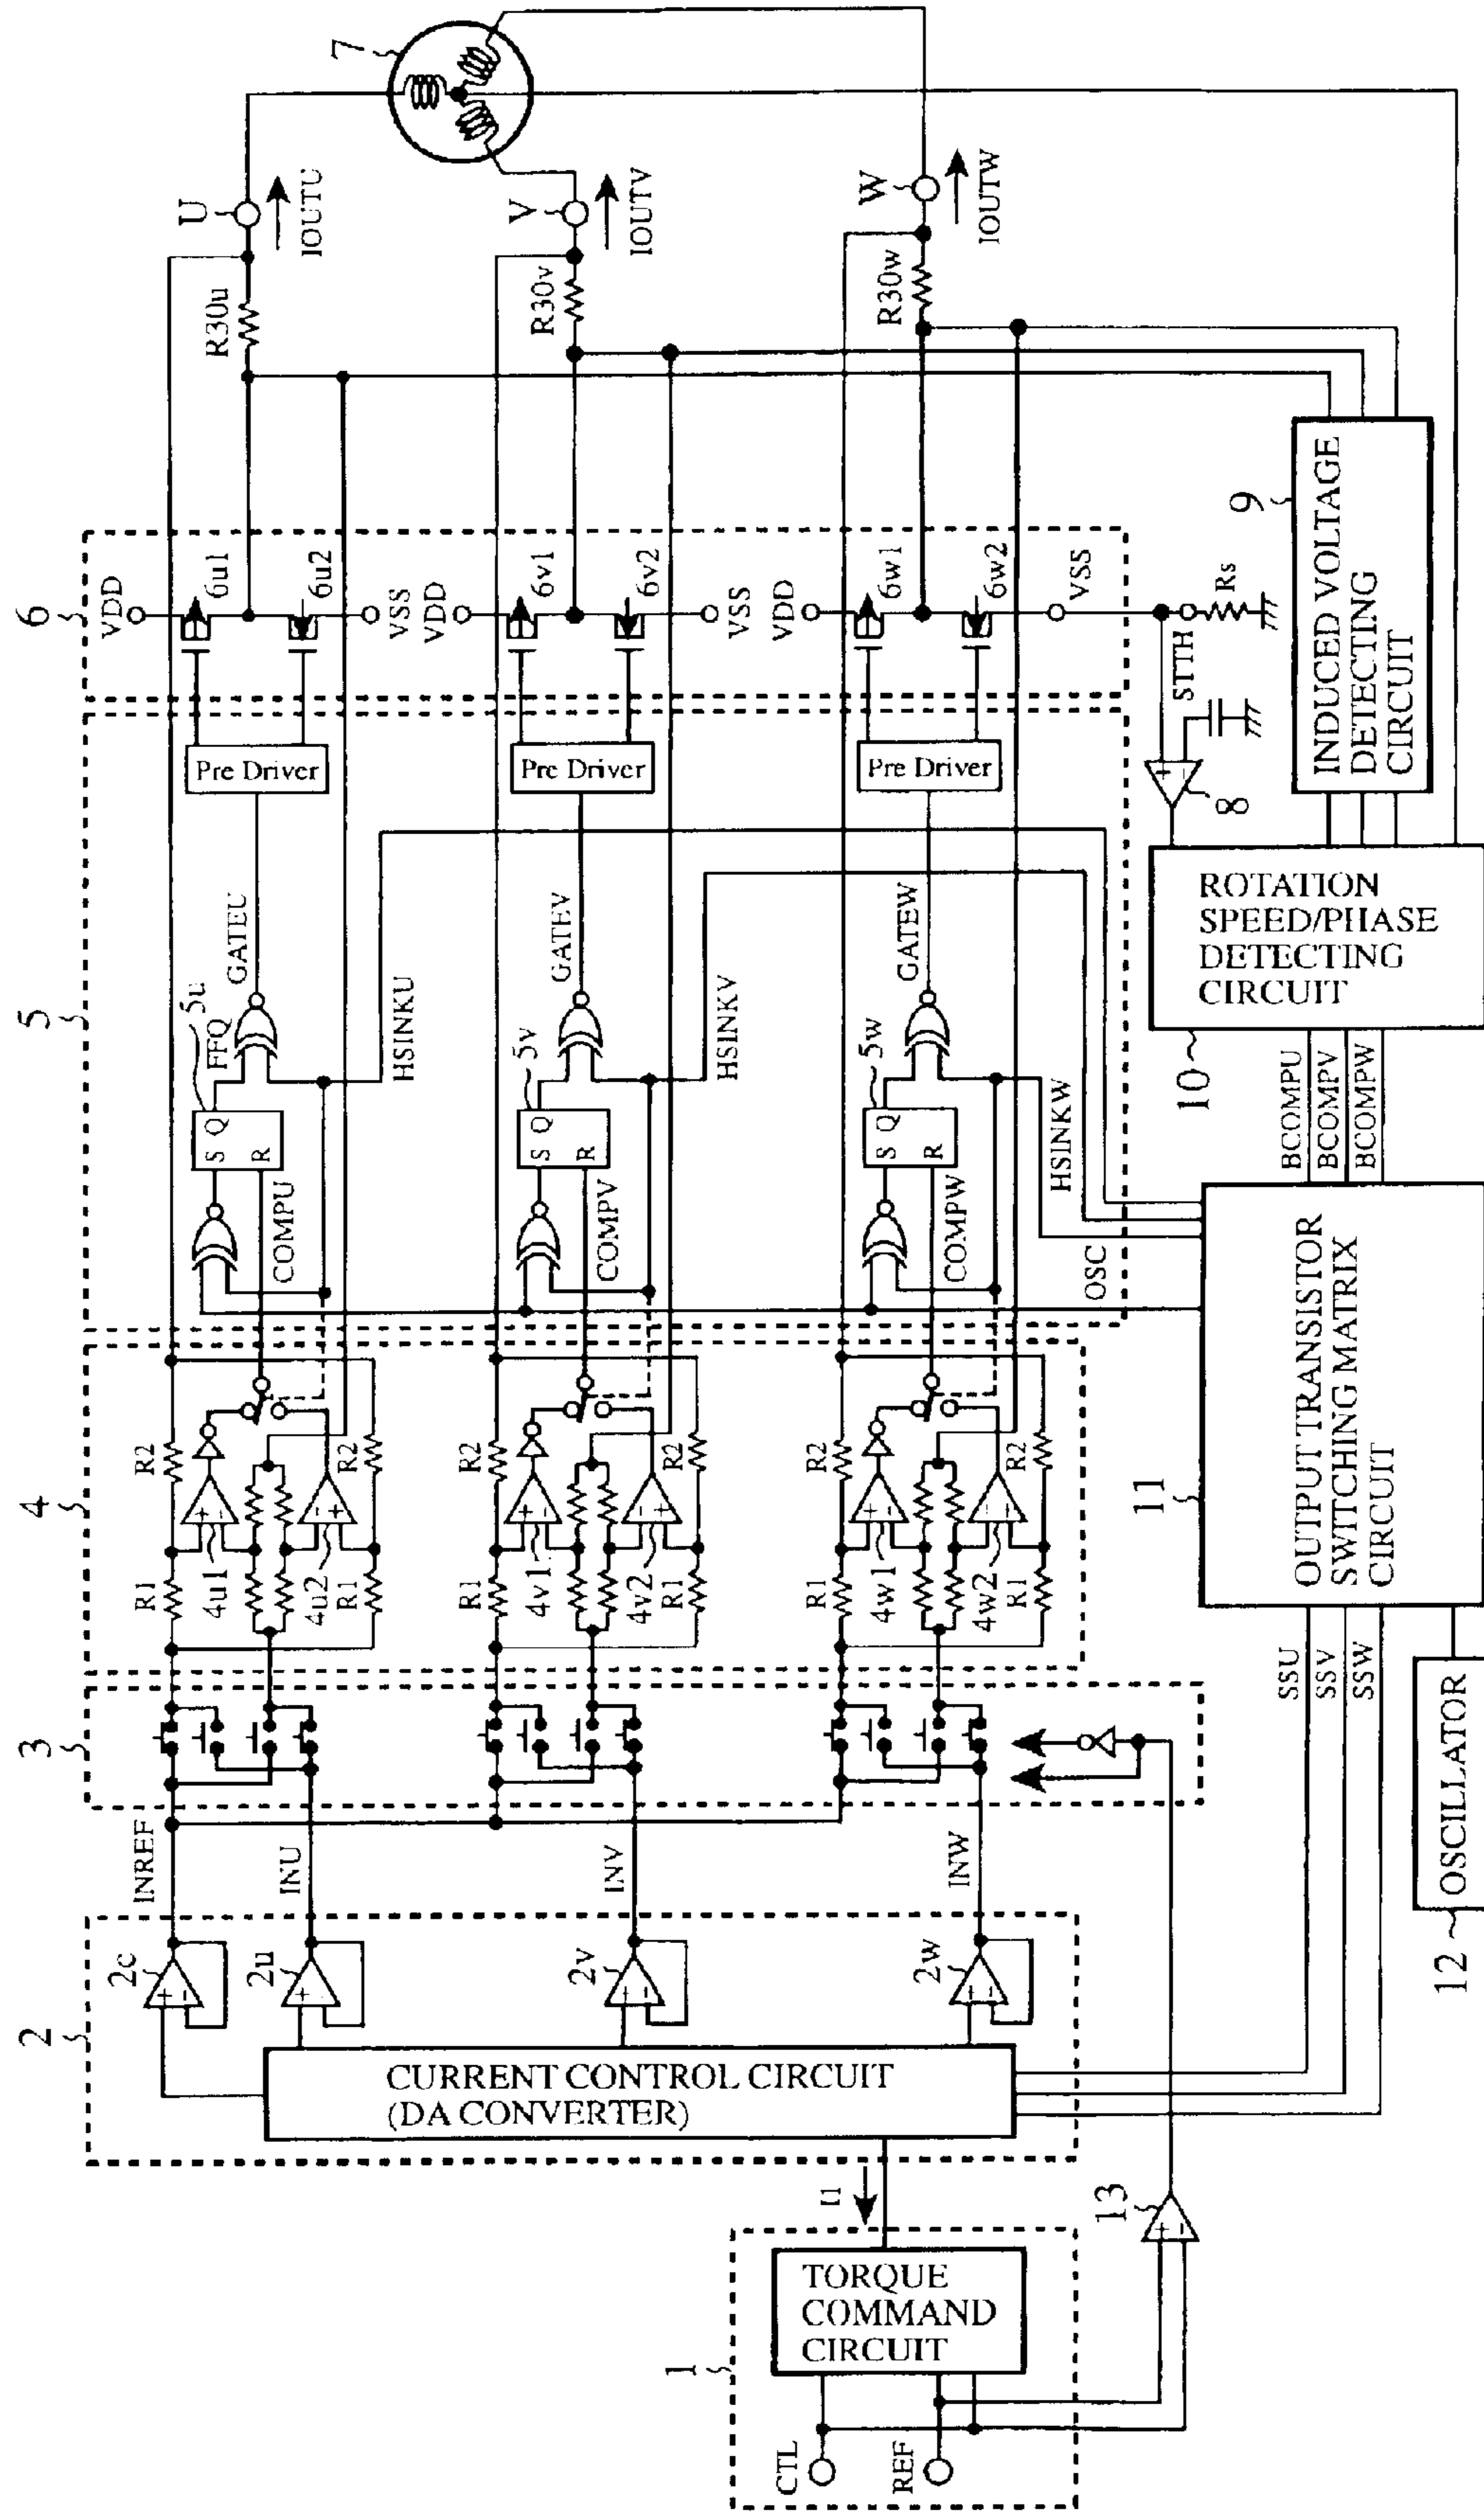 1
CTL
REF
TORQUE
COMMAND
CIRCUIT
I1
13
2
CURRENT CONTROL CIRCUIT
(DA CONVERTER)
2c
2u
2v
2w
+
−
+
−
+
−
+
−
+
−
INREF
INU
INV
INW
3
4
R1
R2
4u1
4u2
R1
R2
R1
R2
4v1
4v2
R1
R2
R1
R2
4w1
4w2
R1
R2
+
−
+
−
+
−
+
−
+
−
+
−
5
COMPU
S Q
R
5u
FFQ
GATEU
HSINKU
Pre Driver
COMPV
S Q
R
5v
GATEV
HSINKV
Pre Driver
COMPW
S Q
R
5w
GATEW
HSINKW
Pre Driver
OSC
6
VDD
6u1
6u2
VSS
VDD
6v1
6v2
VSS
VDD
6w1
6w2
VSS
R30u
U
IOUTU
R30v
V
IOUTV
R30w
W
IOUTW
7
STTH
Rs
+
−
8
9
INDUCED VOLTAGE
DETECTING
CIRCUIT
10
ROTATION
SPEED/PHASE
DETECTING
CIRCUIT
BCOMPU
BCOMPV
BCOMPW
11
OUTPUT TRANSISTOR
SWITCHING MATRIX
CIRCUIT
SSU
SSV
SSW
12
OSCILLATOR